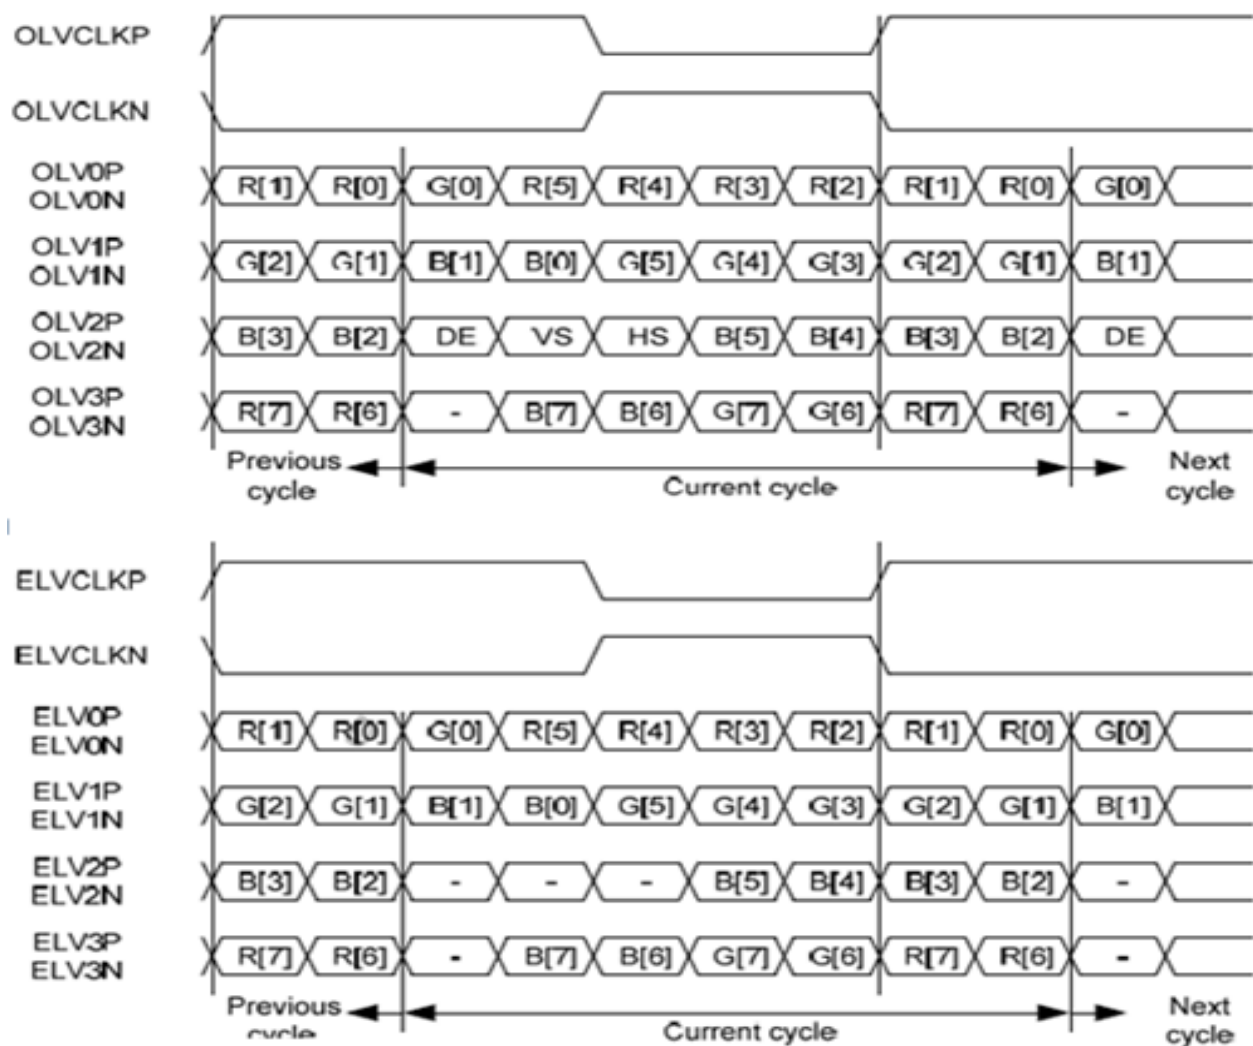 OLVCLKP
OLVCLKN
OLV0P
OLV0N
R[1] R[0] G[0] R[5] R[4] R[3] R[2] R[1] R[0] G[0]
OLV1P
OLV1N
G[2] G[1] B[1] B[0] G[5] G[4] G[3] G[2] G[1] B[1]
OLV2P
OLV2N
B[3] B[2] DE VS HS B[5] B[4] B[3] B[2] DE
OLV3P
OLV3N
R[7] R[6] - B[7] B[6] G[7] G[6] R[7] R[6] -
Previous
cycle
Current cycle
Next
cycle
ELVCLKP
ELVCLKN
ELV0P
ELV0N
R[1] R[0] G[0] R[5] R[4] R[3] R[2] R[1] R[0] G[0]
ELV1P
ELV1N
G[2] G[1] B[1] B[0] G[5] G[4] G[3] G[2] G[1] B[1]
ELV2P
ELV2N
B[3] B[2] - - - B[5] B[4] B[3] B[2] -
ELV3P
ELV3N
R[7] R[6] - B[7] B[6] G[7] G[6] R[7] R[6] -
Previous
cycle
Current cycle
Next
cycle